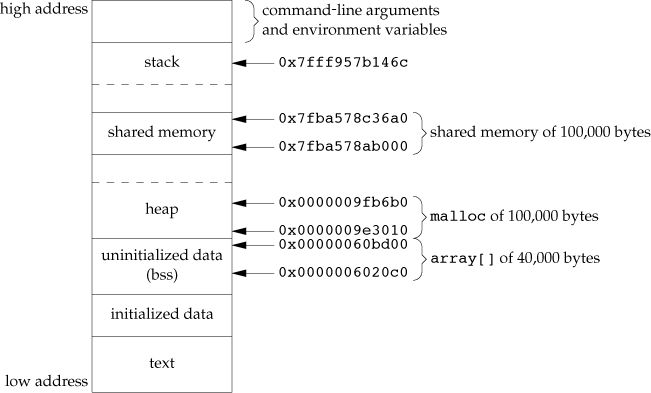 high address
command-line arguments
and environment variables
stack
0x7fff957b146c
0x7fba578c36a0
shared memory
shared memory of 100,000 bytes
0x7fba578ab000
0x0000009fb6b0
heap
malloc of 100,000 bytes
0x0000009e3010
0x00000060bd00
uninitialized data
(bss)
array[] of 40,000 bytes
0x0000006020c0
initialized data
text
low address